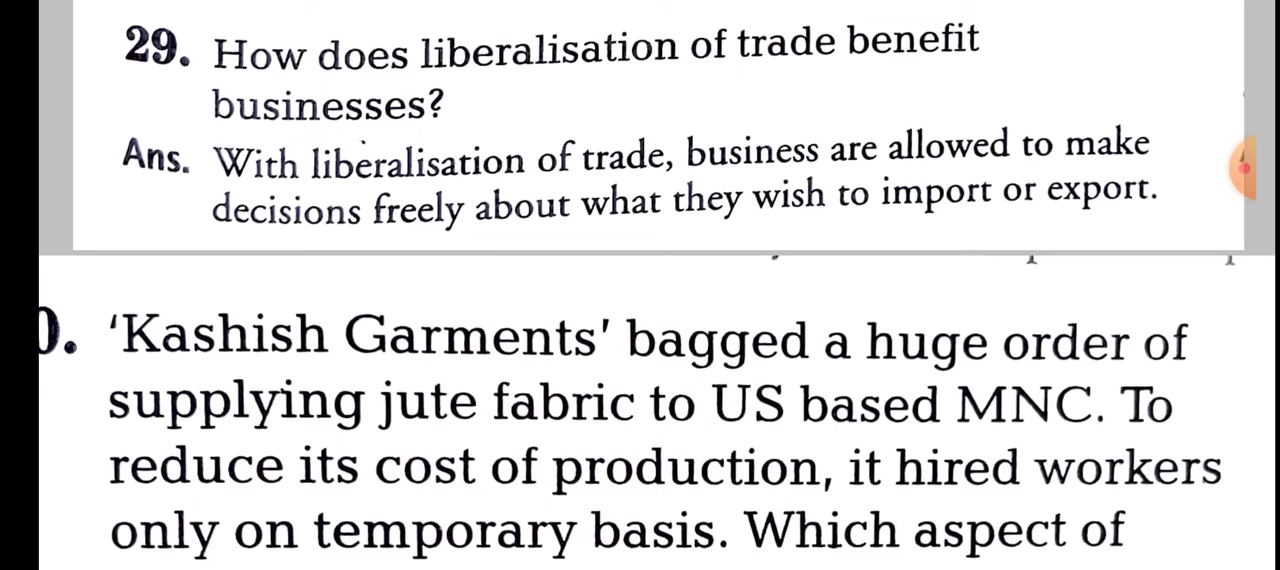 29. How does liberalisation of trade benefit
businesses?
Ans. With liberalisation of trade, business are allowed to make
decisions freely about what they wish to import or export.
0. ‘Kashish Garments’ bagged a huge order of
supplying jute fabric to US based MNC. To
reduce its cost of production, it hired workers
only on temporary basis. Which aspect of